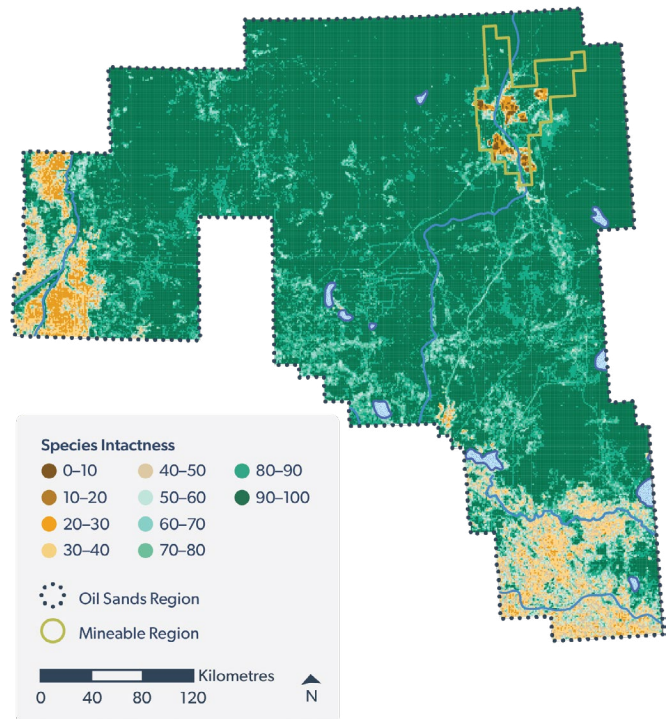 Species Intactness
0–10 40–50 80–90
10–20 50–60 90–100
20–30 60–70
30–40 70–80
Oil Sands Region
Mineable Region
Kilometres
0 40 80 120 N